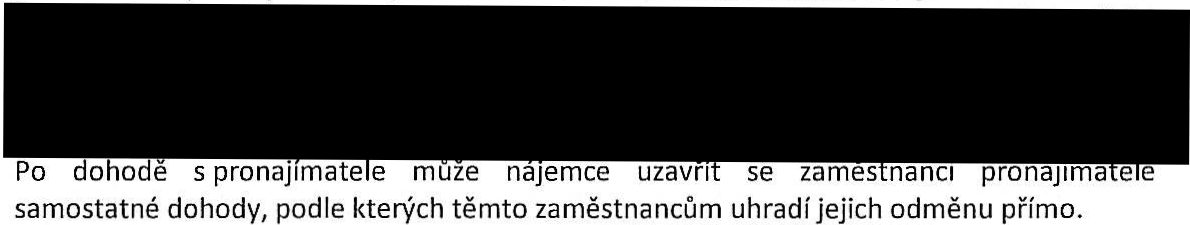 Po dohodě s pronajímatele může nájemce uzavřít se zaměstnanci pronajímatele
samostatné dohody, podle kterých těmto zaměstnancům uhradí jejich odměnu přímo.